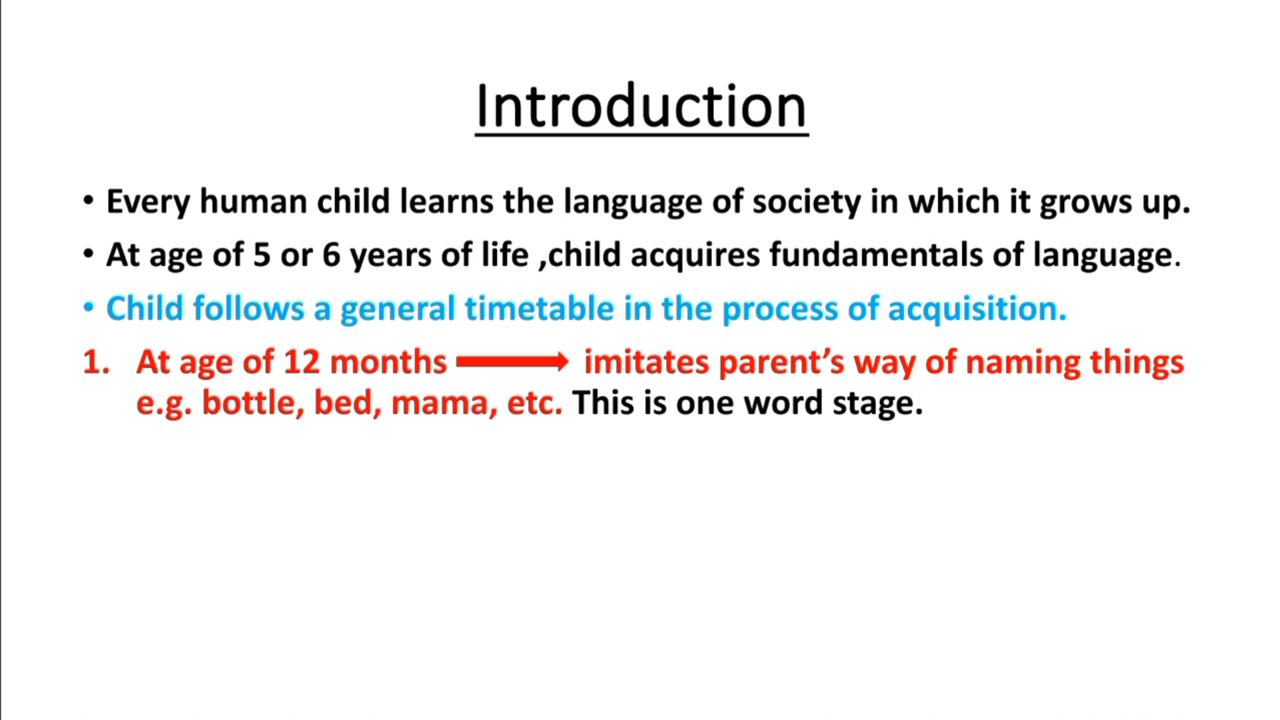 Introduction
• Every human child learns the language of society in which it grows up.
• At age of 5 or 6 years of life ,child acquires fundamentals of language.
• Child follows a general timetable in the process of acquisition.
1. At age of 12 months → imitates parent’s way of naming things
e.g. bottle, bed, mama, etc. This is one word stage.